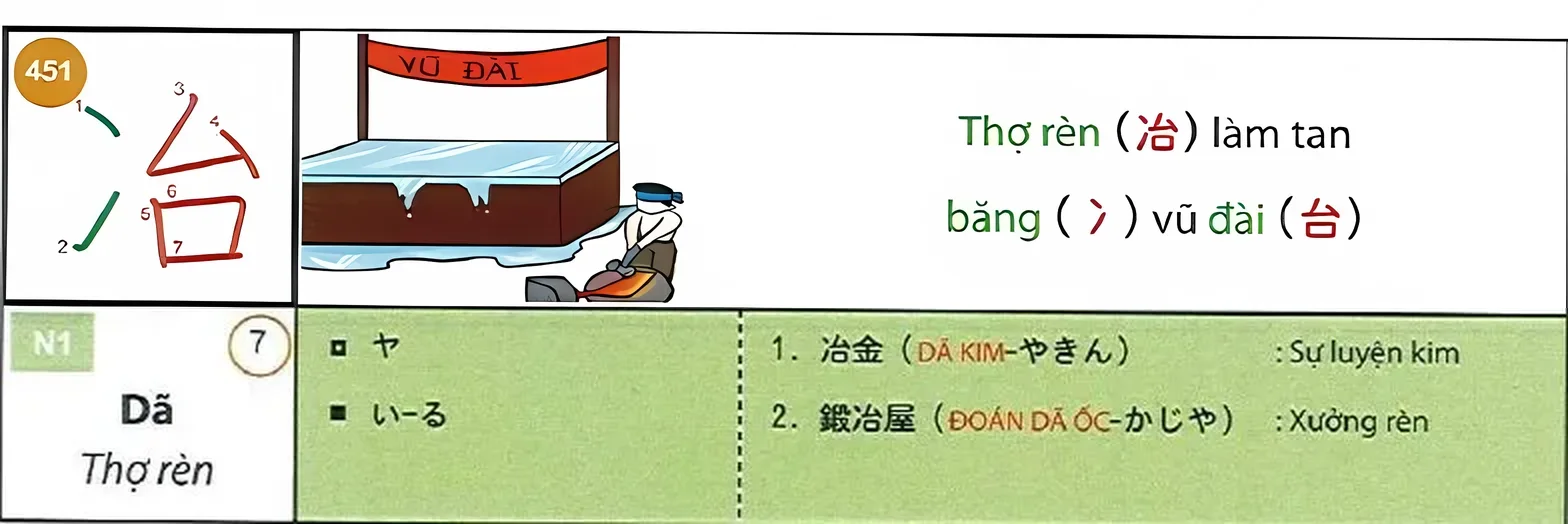 451
1
2
3
4
5
6
7
VŨ ĐÀI
Thợ rèn (冶) làm tan
băng (冫) vũ đài (台)
N1
7
Dã
Thợ rèn
ヤ
い-る
1. 冶金 (DÃ KIM-やきん) : Sự luyện kim
2. 鍛冶屋 (ĐOÁN DÃ ỐC-かじや) : Xưởng rèn